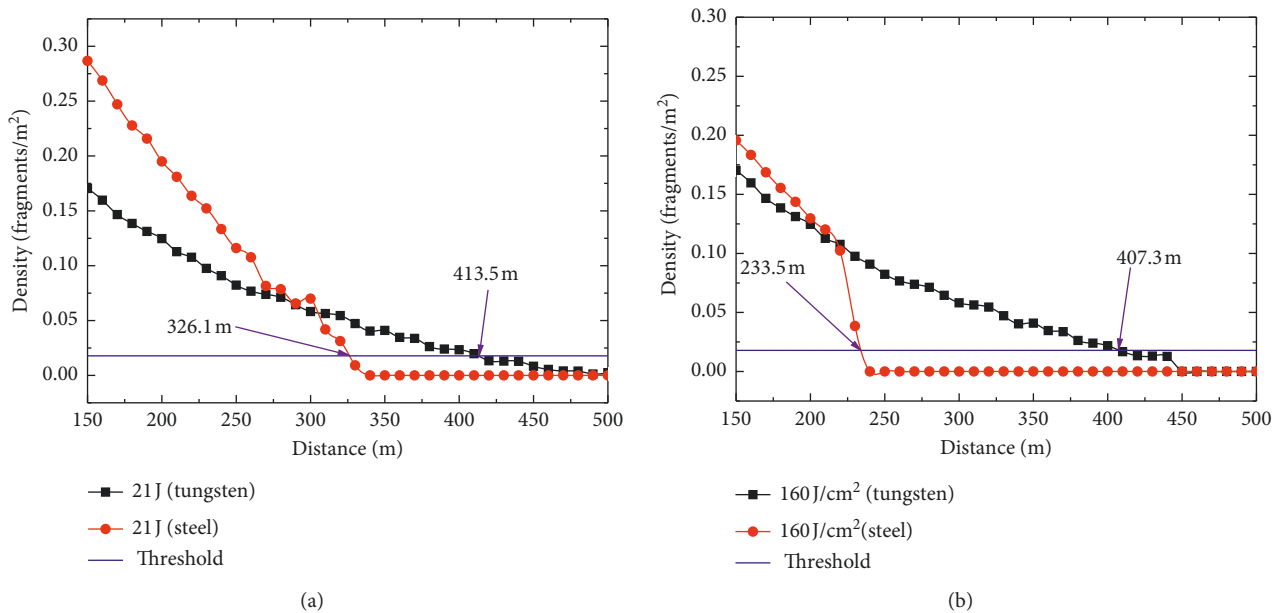 0.30
0.25
0.20
0.15
0.10
0.05
0.00
Density (fragments/m²)
413.5 m
326.1 m
150 200 250 300 350 400 450 500
Distance (m)
21 J (tungsten)
21 J (steel)
Threshold
(a)
0.30
0.25
0.20
0.15
0.10
0.05
0.00
Density (fragments/m²)
407.3 m
233.5 m
150 200 250 300 350 400 450 500
Distance (m)
160 J/cm² (tungsten)
160 J/cm²(steel)
Threshold
(b)